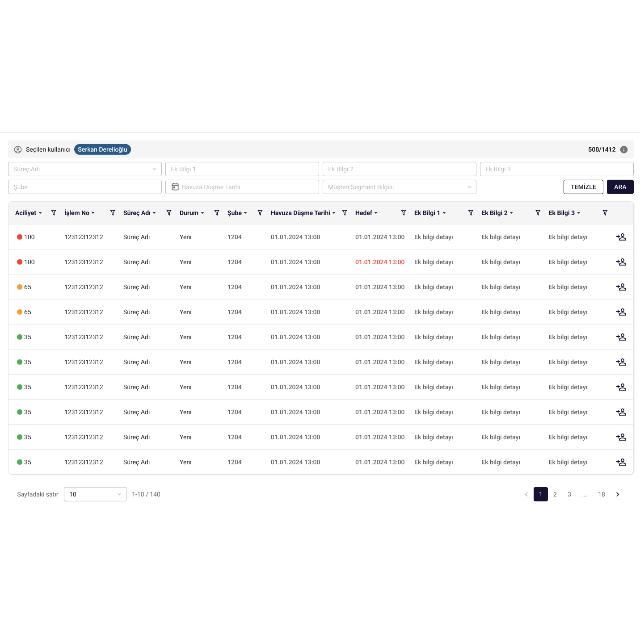 Seçilen kullanıcı Serkan Derelioğlu 500/1412
Süreç Adı Ek Bilgi 1 Ek Bilgi 2 Ek Bilgi 3
Şube Havuza Düşme Tarihi Müşteri Segment Bilgisi TEMİZLE ARA
Aciliyet İşlem No Süreç Adı Durum Şube Havuza Düşme Tarihi Hedef Ek Bilgi 1 Ek Bilgi 2 Ek Bilgi 3
100 12312312312 Süreç Adı Yeni 1204 01.01.2024 13:00 01.01.2024 13:00 Ek bilgi detayı Ek bilgi detayı Ek bilgi detayı
100 12312312312 Süreç Adı Yeni 1204 01.01.2024 13:00 01.01.2024 13:00 Ek bilgi detayı Ek bilgi detayı Ek bilgi detayı
65 12312312312 Süreç Adı Yeni 1204 01.01.2024 13:00 01.01.2024 13:00 Ek bilgi detayı Ek bilgi detayı Ek bilgi detayı
65 12312312312 Süreç Adı Yeni 1204 01.01.2024 13:00 01.01.2024 13:00 Ek bilgi detayı Ek bilgi detayı Ek bilgi detayı
35 12312312312 Süreç Adı Yeni 1204 01.01.2024 13:00 01.01.2024 13:00 Ek bilgi detayı Ek bilgi detayı Ek bilgi detayı
35 12312312312 Süreç Adı Yeni 1204 01.01.2024 13:00 01.01.2024 13:00 Ek bilgi detayı Ek bilgi detayı Ek bilgi detayı
35 12312312312 Süreç Adı Yeni 1204 01.01.2024 13:00 01.01.2024 13:00 Ek bilgi detayı Ek bilgi detayı Ek bilgi detayı
35 12312312312 Süreç Adı Yeni 1204 01.01.2024 13:00 01.01.2024 13:00 Ek bilgi detayı Ek bilgi detayı Ek bilgi detayı
35 12312312312 Süreç Adı Yeni 1204 01.01.2024 13:00 01.01.2024 13:00 Ek bilgi detayı Ek bilgi detayı Ek bilgi detayı
35 12312312312 Süreç Adı Yeni 1204 01.01.2024 13:00 01.01.2024 13:00 Ek bilgi detayı Ek bilgi detayı Ek bilgi detayı
Sayfadaki satır 10 1-10 / 140 1 2 3 ... 18